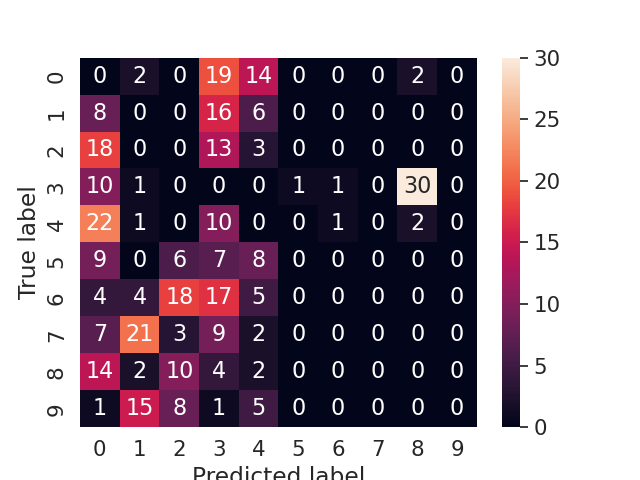 0 0 2 0 19 14 0 0 0 2 0 30
1 8 0 0 16 6 0 0 0 0 0 25
2 18 0 0 13 3 0 0 0 0 0 20
3 10 1 0 0 0 1 1 0 30 0
4 22 1 0 10 0 0 1 0 2 0 15
5 9 0 6 7 8 0 0 0 0 0
6 4 4 18 17 5 0 0 0 0 0 10
7 7 21 3 9 2 0 0 0 0 0
8 14 2 10 4 2 0 0 0 0 0 5
9 1 15 8 1 5 0 0 0 0 0 0
0 1 2 3 4 5 6 7 8 9
True label
Predicted label